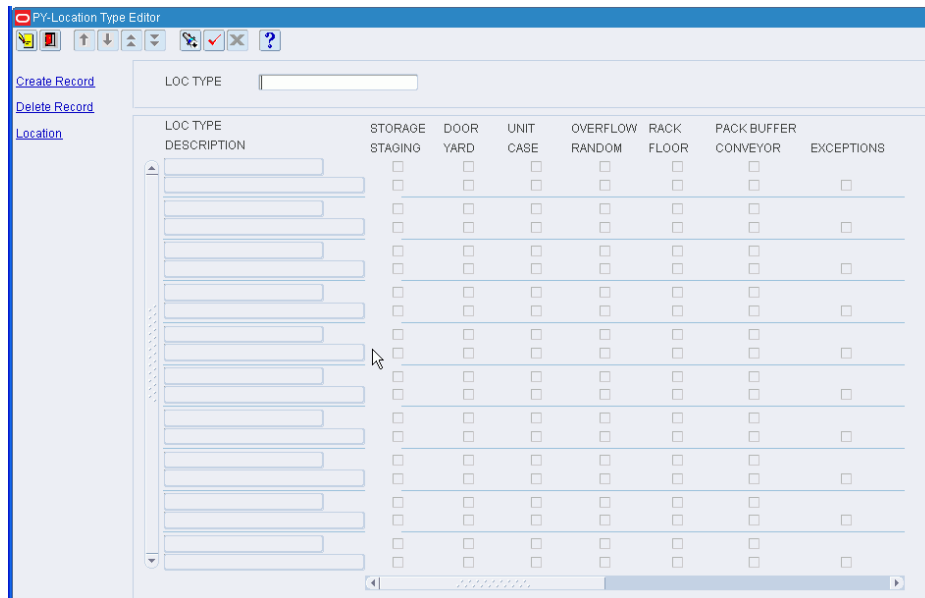 PY-Location Type Editor
?
Create Record
Delete Record
Location
LOC TYPE
LOC TYPE
DESCRIPTION
STORAGE DOOR UNIT OVERFLOW RACK PACK BUFFER
STAGING YARD CASE RANDOM FLOOR CONVEYOR EXCEPTIONS